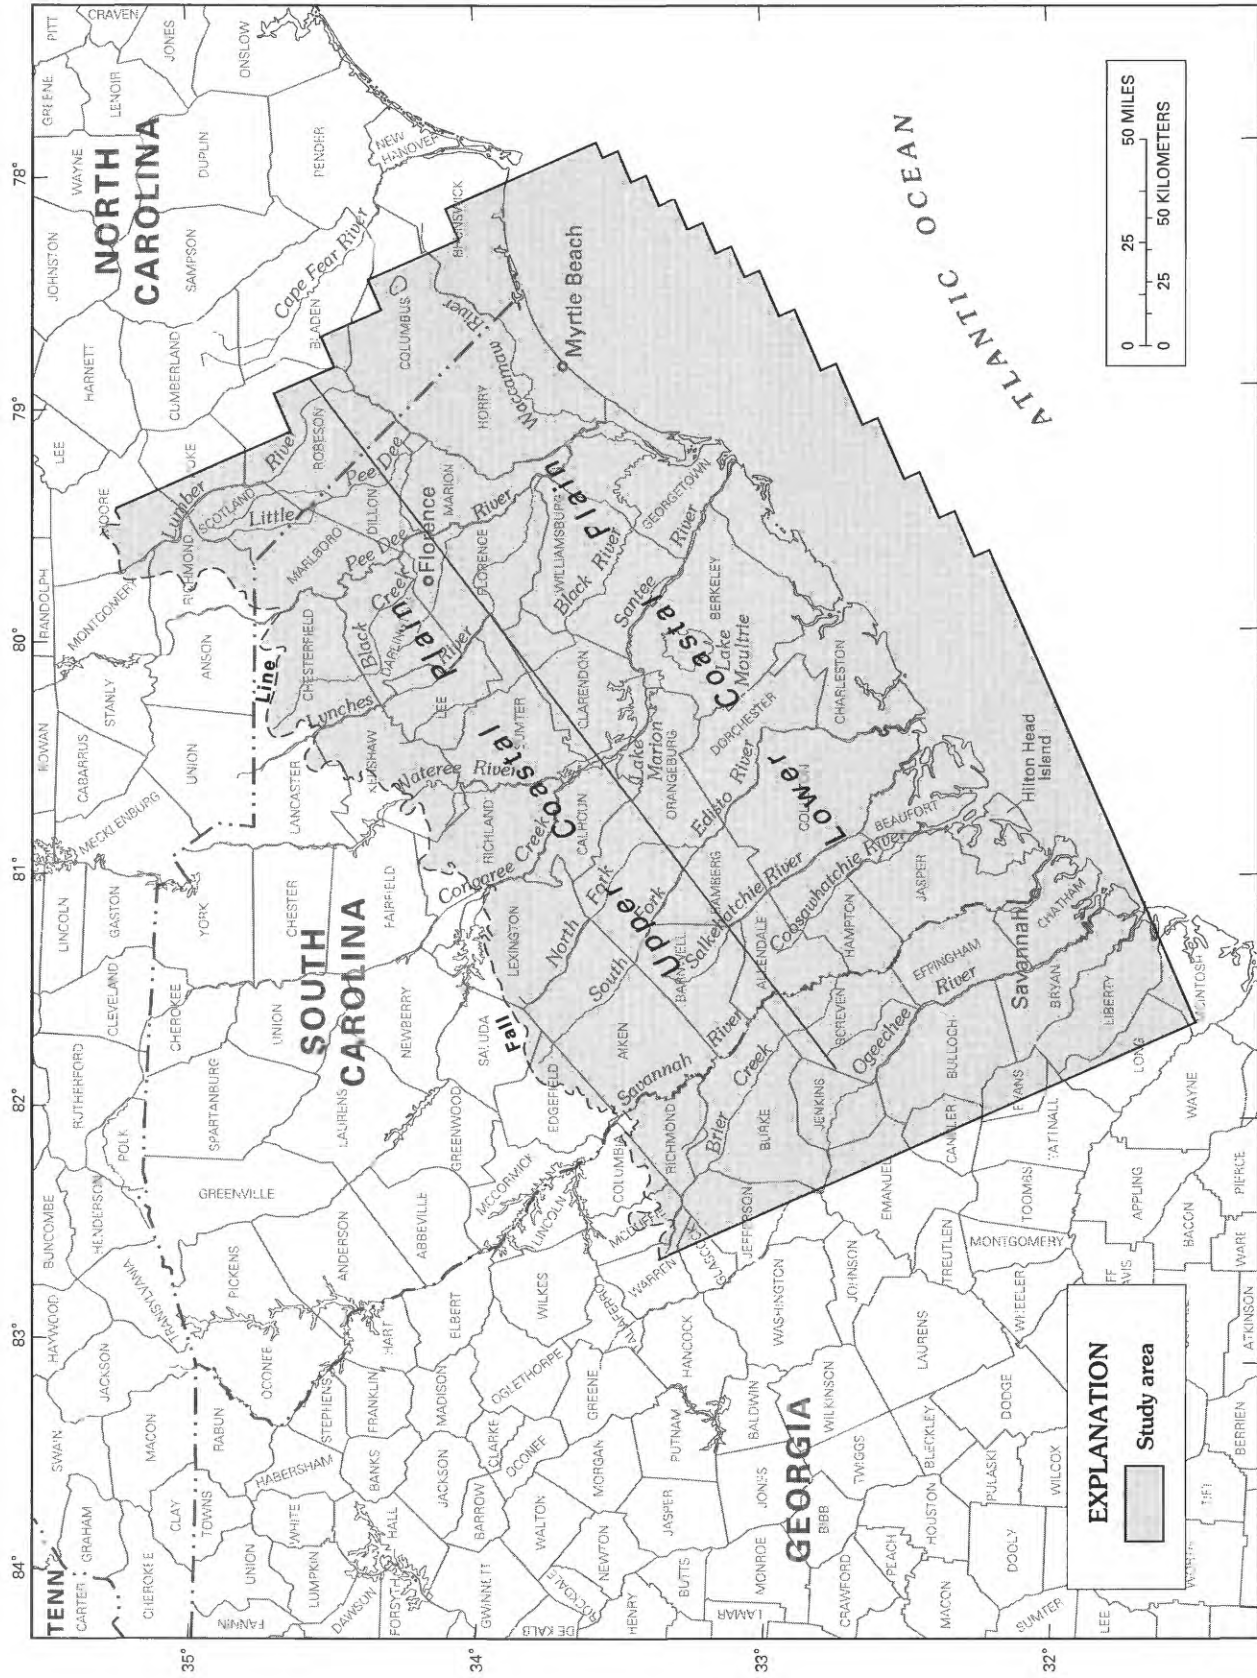 84°
83°
82°
81°
80°
79°
78°
35°
34°
33°
32°
TENN
NORTH
CAROLINA
SOUTH
CAROLINA
GEORGIA
ATLANTIC OCEAN
CARTER
GRAHAM
SWAIN
HAYWOOD
BUNCOMBE
RUTHERFORD
CLEVELAND
LINCOLN
GASTON
MECKLENBURG
CABARRUS
ROWAN
STANLY
MONTGOMERY
RANDOLPH
MOORE
LEE
HARNETT
JOHNSTON
WAYNE
GREENE
PITT
CRAVEN
LENOIR
JONES
ONSLOW
DUPLIN
SAMPSON
PENDER
NEW
HANOVER
CUMBERLAND
BLADEN
Cape Fear River
BRUNSWICK
COLUMBUS
ROBESON
SCOTLAND
RICHMOND
ANSON
UNION
CHEROKEE
CLAY
MACON
JACKSON
TRANSYLVANIA
HENDERSON
POLK
FANNIN
UNION
TOWNS
RABUN
OCONEE
PICKENS
GREENVILLE
SPARTANBURG
CHEROKEE
YORK
LANCASTER
CHESTER
UNION
FAIRFIELD
NEWBERRY
LAURENS
GREENWOOD
ABBEVILLE
ANDERSON
MCCORMICK
SALUDA
EDGEFIELD
LEXINGTON
RICHLAND
KERSHAW
CHESTERFIELD
MARLBORO
DILLON
MARION
HORRY
FLORENCE
LEE
SUMTER
CLARENDON
CALHOUN
WILLIAMSBURG
GEORGETOWN
BERKELEY
ORANGEBURG
DORCHESTER
CHARLESTON
AIKEN
ALLENDALE
HAMPTON
JASPER
BEAUFORT
Line
Fall
Lumber
River
Little
Pee Dee
Pee Dee
River
Black
Creek
Lynches
River
Wateree River
Congaree Creek
North
Fork
South
Fork
Edisto River
Salkehatchie River
Coosawhatchie River
Savannah
River
Brier
Creek
Ogeechee
River
Santee
River
Black River
Waccamaw
River
Lake
Marion
Lake
Moultrie
Florence
Myrtle Beach
Savannah
Hilton Head
Island
Upper
Coastal
Plain
Lower
Coastal
Plain
DAWSON
LUMPKIN
WHITE
HABERSHAM
STEPHENS
FORSYTH
HALL
BANKS
FRANKLIN
HART
GWINNETT
BARROW
JACKSON
MADISON
ELBERT
CLARKE
OCONEE
OGLETHORPE
WILKES
LINCOLN
COLUMBIA
DE KALB
ROCKDALE
WALTON
NEWTON
MORGAN
GREENE
WARREN
HENRY
BUTTS
JASPER
PUTNAM
HANCOCK
JEFFERSON
RICHMOND
BURKE
LAMAR
MONROE
JONES
BALDWIN
WASHINGTON
JENKINS
SCREVEN
CRAWFORD
BIBB
TWIGGS
WILKINSON
JOHNSON
EMANUEL
BULLOCH
EFFINGHAM
MACON
PEACH
HOUSTON
BLECKLEY
LAURENS
TREUTLEN
CANDLER
EVANS
BRYAN
CHATHAM
LIBERTY
SUMTER
DOOLY
PULASKI
DODGE
WHEELER
MONTGOMERY
TOOMBS
TATTNALL
LONG
MCINTOSH
LEE
WILCOX
APPLING
WAYNE
BACON
PIERCE
WARE
ATKINSON
BERRIEN
EXPLANATION
Study area
0 25 50 MILES
0 25 50 KILOMETERS